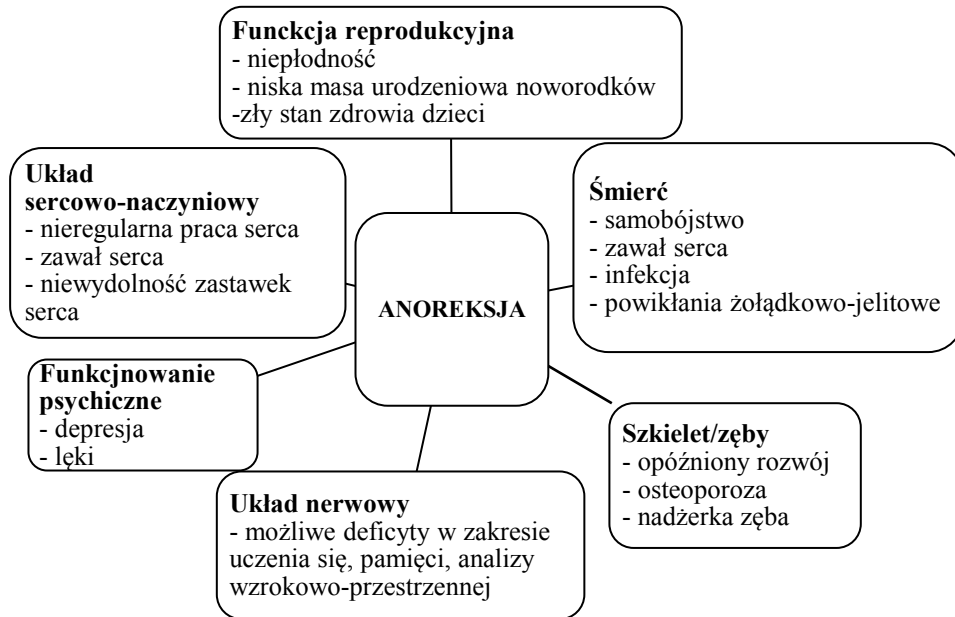 Funckcja reprodukcyjna
- niepłodność
- niska masa urodzeniowa noworodków
-zły stan zdrowia dzieci
Układ
sercowo-naczyniowy
- nieregularna praca serca
- zawał serca
- niewydolność zastawek
serca
Śmierć
- samobójstwo
- zawał serca
- infekcja
- powikłania żołądkowo-jelitowe
ANOREKSJA
Funkcjnowanie
psychiczne
- depresja
- lęki
Szkielet/zęby
- opóźniony rozwój
- osteoporoza
- nadżerka zęba
Układ nerwowy
- możliwe deficyty w zakresie
uczenia się, pamięci, analizy
wzrokowo-przestrzennej